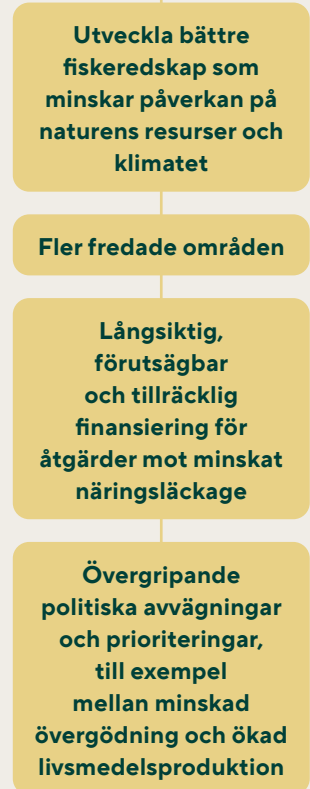 Utveckla bättre
fiskeredskap som
minskar påverkan på
naturens resurser och
klimatet
Fler fredade områden
Långsiktig,
förutsägbar
och tillräcklig
finansiering för
åtgärder mot minskat
näringsläckage
Övergripande
politiska avvägningar
och prioriteringar,
till exempel
mellan minskad
övergödning och ökad
livsmedelsproduktion